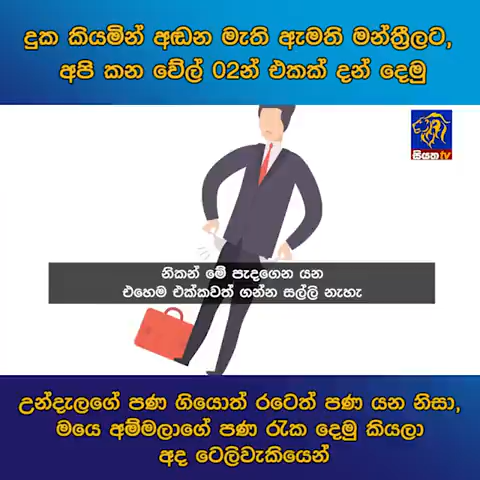 දුක කියමින් අඬන මැති ඇමති මන්ත්‍රීලට,
අපි කන වේල් 02න් එකක් දන් දෙමු
සියත tv
නිකන් මේ පැදගෙන යන
එහෙම එක්කවත් ගන්න සල්ලි නැහැ
උන්දැලගේ පණ ගියොත් රටෙත් පණ යන නිසා,
මයෙ අම්මලාගේ පණ රැක දෙමු කියලා
අද ටෙලිවැකියෙන්